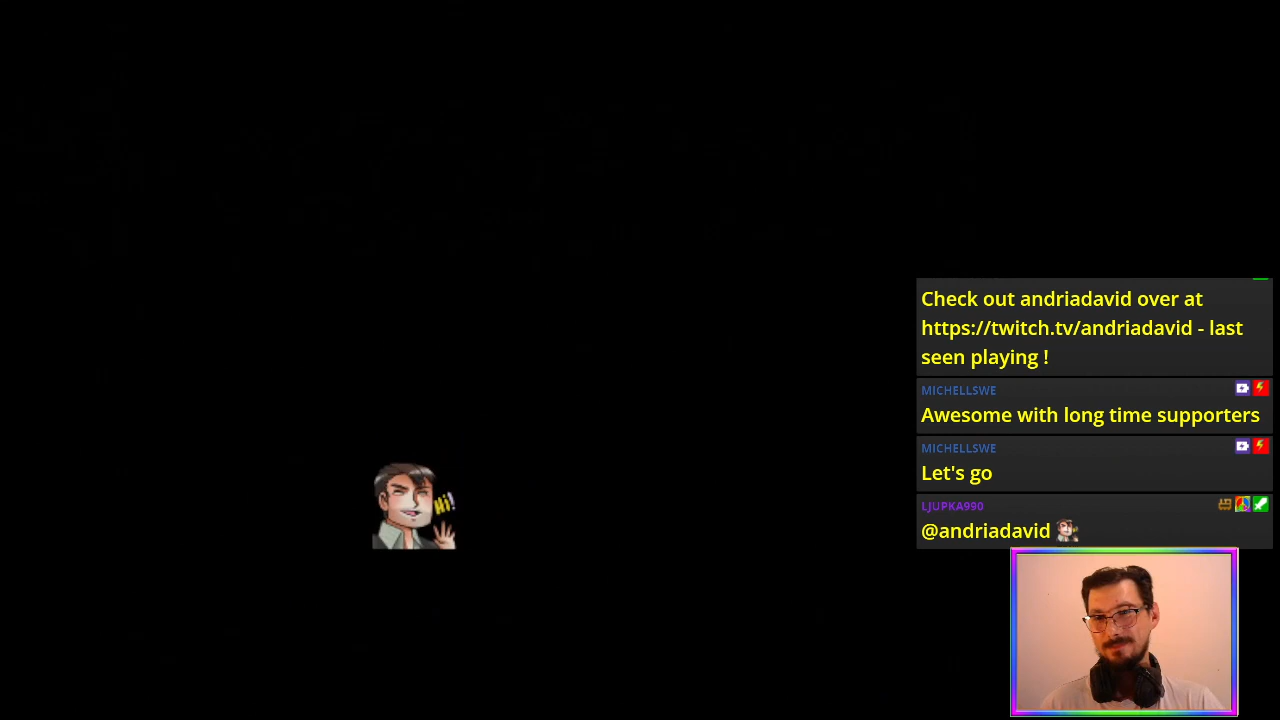 Check out andriadavid over at
https://twitch.tv/andriadavid - last
seen playing !
MICHELLSWE
Awesome with long time supporters
MICHELLSWE
Let's go
LJUPKA990
@andriadavid
Hi!